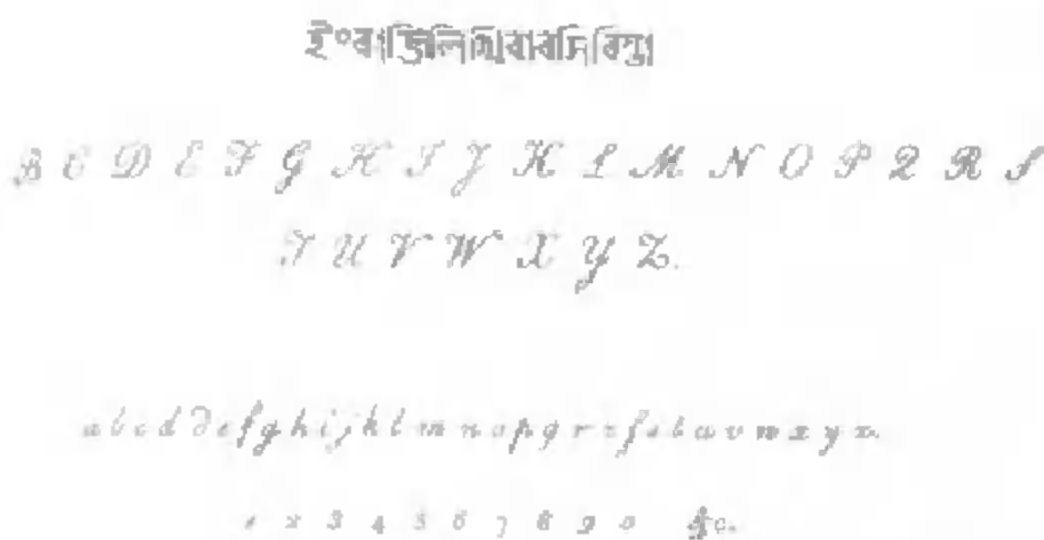 B C D E F G H I J K L M N O P Q R S
T U V W X Y Z.
a b c d ∂ e f g h i j k l m n o p q r s ſ s t u v w x y z.
1 2 3 4 5 6 7 8 9 0 &c.